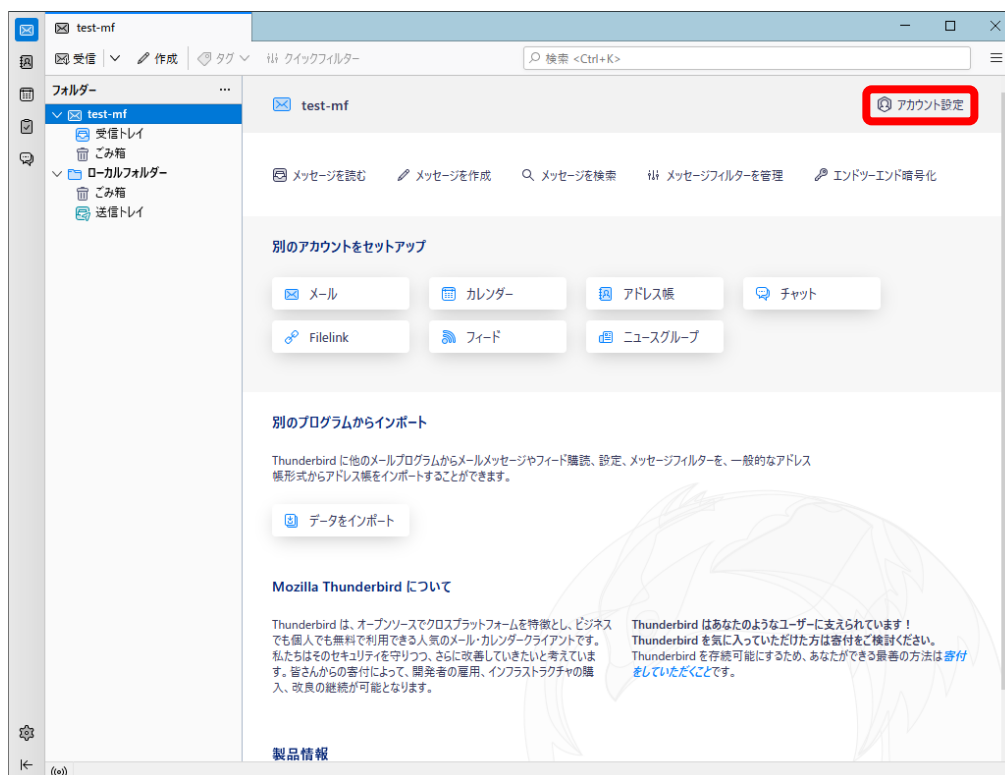 test-mf
受信
作成
タグ
クイックフィルター
検索 <Ctrl+K>
フォルダー
...
test-mf
受信トレイ
ごみ箱
ローカルフォルダー
ごみ箱
送信トレイ
test-mf
アカウント設定
メッセージを読む
メッセージを作成
メッセージを検索
メッセージフィルターを管理
エンドツーエンド暗号化
別のアカウントをセットアップ
メール
カレンダー
アドレス帳
チャット
Filelink
フィード
ニュースグループ
別のプログラムからインポート
Thunderbird に他のメールプログラムからメールメッセージやフィード購読、設定、メッセージフィルターを、一般的なアドレス
帳形式からアドレス帳をインポートすることができます。
データをインポート
Mozilla Thunderbird について
Thunderbird は、オープンソースでクロスプラットフォームを特徴とし、ビジネス
でも個人でも無料で利用できる人気のメール・カレンダークライアントです。
私たちはそのセキュリティを守りつつ、さらに改善していきたいと考えていま
す。皆さんからの寄付によって、開発者の雇用、インフラストラクチャの購
入、改良の継続が可能となります。
Thunderbird はあなたのようなユーザーに支えられています！
Thunderbird を気に入っていただけた方は寄付をご検討ください。
Thunderbird を存続可能にするため、あなたができる最善の方法は寄付
をしていただくことです。
製品情報